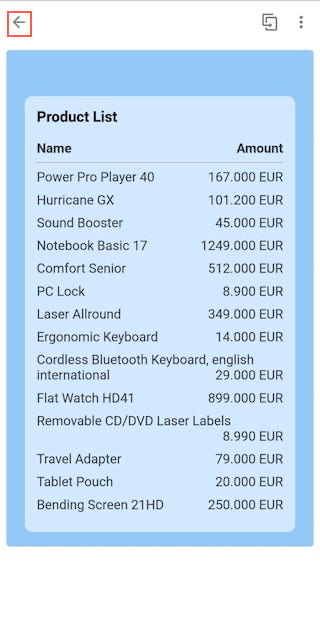 Product List
Name Amount
Power Pro Player 40 167.000 EUR
Hurricane GX 101.200 EUR
Sound Booster 45.000 EUR
Notebook Basic 17 1249.000 EUR
Comfort Senior 512.000 EUR
PC Lock 8.900 EUR
Laser Allround 349.000 EUR
Ergonomic Keyboard 14.000 EUR
Cordless Bluetooth Keyboard, english
international 29.000 EUR
Flat Watch HD41 899.000 EUR
Removable CD/DVD Laser Labels
8.990 EUR
Travel Adapter 79.000 EUR
Tablet Pouch 20.000 EUR
Bending Screen 21HD 250.000 EUR